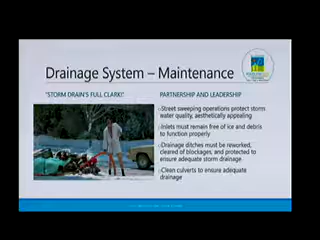 Drainage System – Maintenance
"STORM DRAIN'S FULL CLARK!"
PARTNERSHIP AND LEADERSHIP
Street sweeping operations protect storm
water quality, aesthetically appealing
Inlets must remain free of ice and debris
to function properly
Drainage ditches must be reworked,
cleared of blockages, and protected to
ensure adequate storm drainage
Clean culverts to ensure adequate
drainage